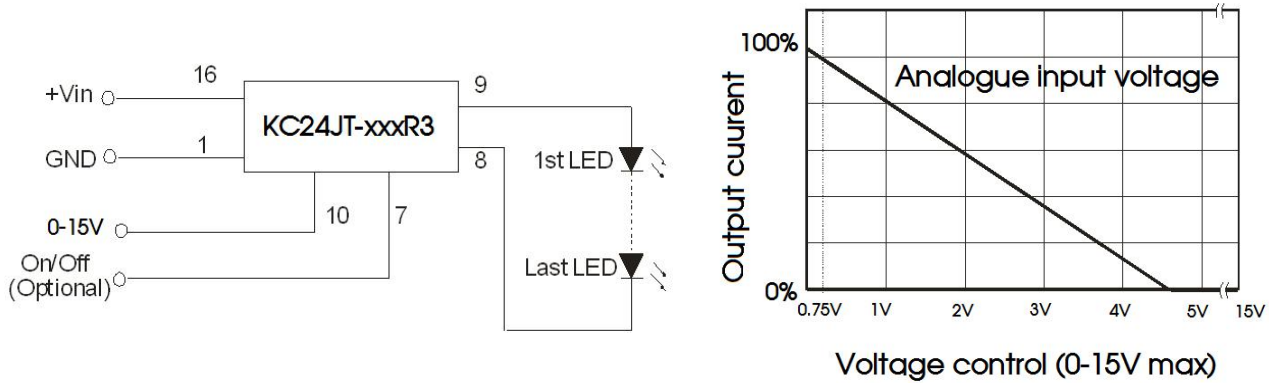 16
+Vin
KC24JT-xxxR3
9
GND
1
8
1st LED
0-15V
10
7
On/Off
(Optional)
Last LED
100%
Analogue input voltage
Output cuurent
0%
0.75V 1V 2V 3V 4V 5V 15V
Voltage control (0-15V max)